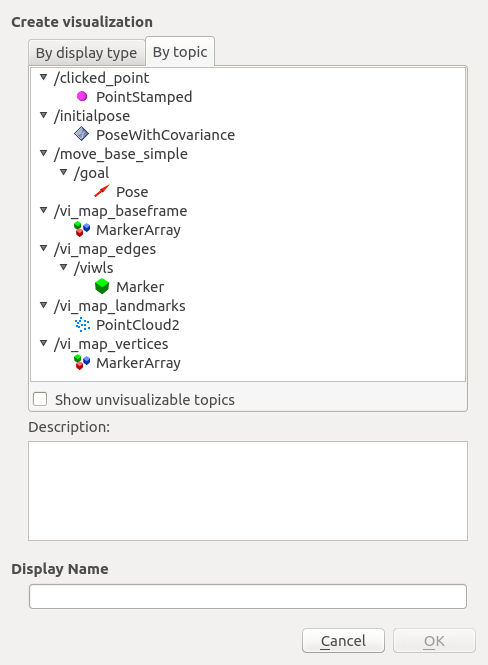 Create visualization
By display type
By topic
/clicked_point
PointStamped
/initialpose
PoseWithCovariance
/move_base_simple
/goal
Pose
/vi_map_baseframe
MarkerArray
/vi_map_edges
/viwls
Marker
/vi_map_landmarks
PointCloud2
/vi_map_vertices
MarkerArray
Show unvisualizable topics
Description:
Display Name
Cancel
OK